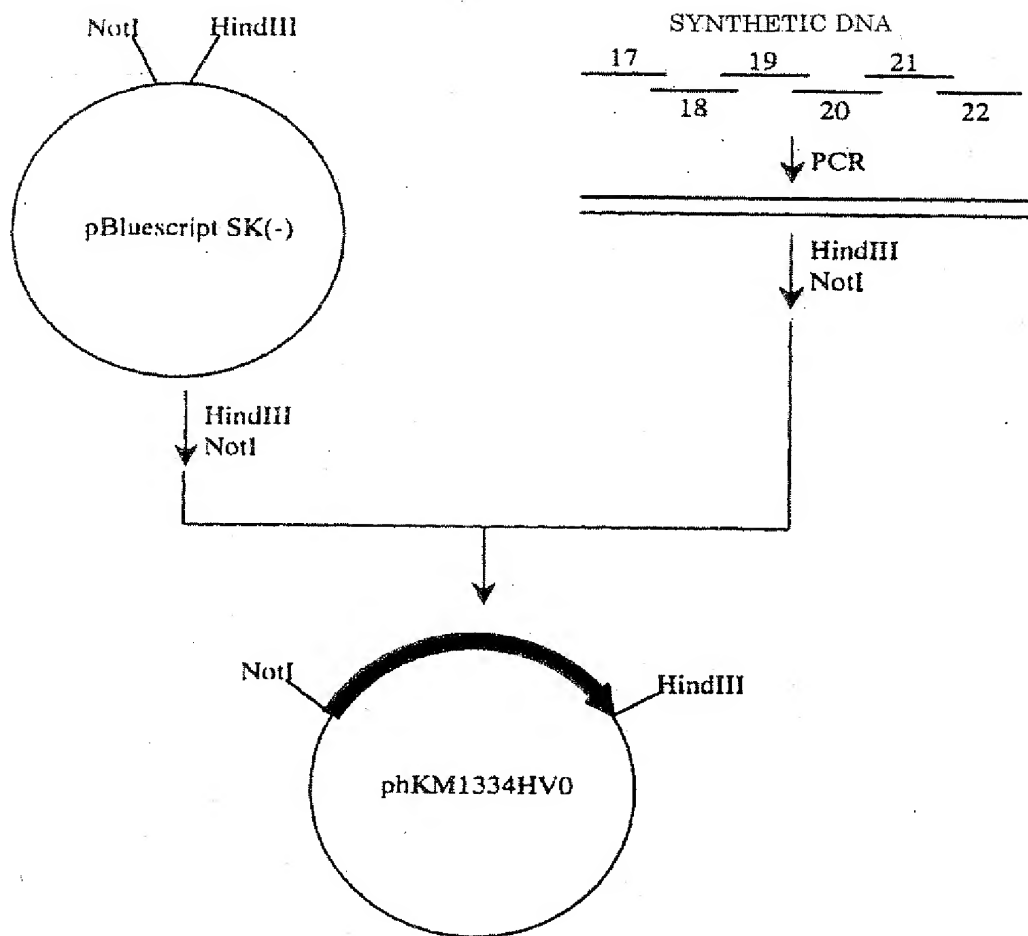 NotI HindIII
pBluescript SK(-)
HindIII
NotI
SYNTHETIC DNA
17 19 21
18 20 22
PCR
HindIII
NotI
NotI HindIII
phKM1334HV0